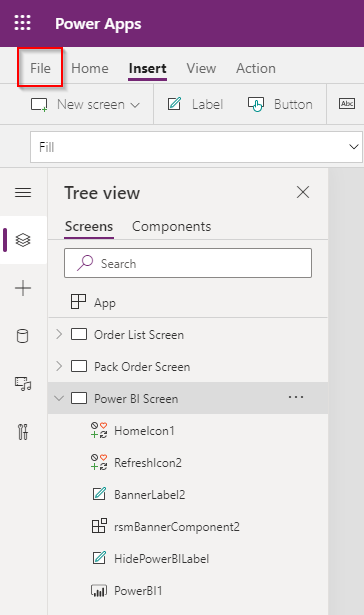 Power Apps
File Home Insert View Action
New screen Label Button Abc
Fill
Tree view
Screens Components
Search
App
Order List Screen
Pack Order Screen
Power BI Screen
HomeIcon1
RefreshIcon2
BannerLabel2
rsmBannerComponent2
HidePowerBILabel
PowerBI1